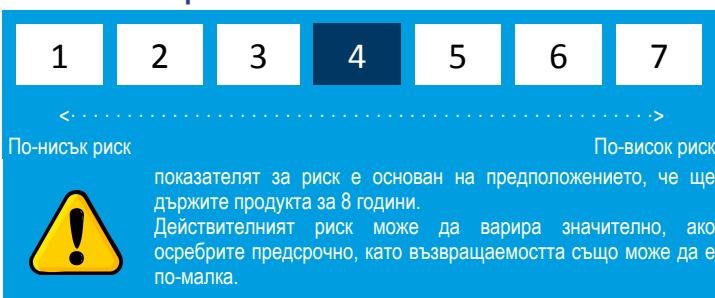 1 2 3 4 5 6 7
<· · · · · · · · · · · · · · · · · · · · · · · · · · · · · · · · · · · · · · · · · · · · · · · · · · · ·>
По-нисък риск По-висок риск
показателят за риск е основан на предположението, че ще
държите продукта за 8 години.
Действителният риск може да варира значително, ако
осребрите предсрочно, като възвращаемостта също може да е
по-малка.